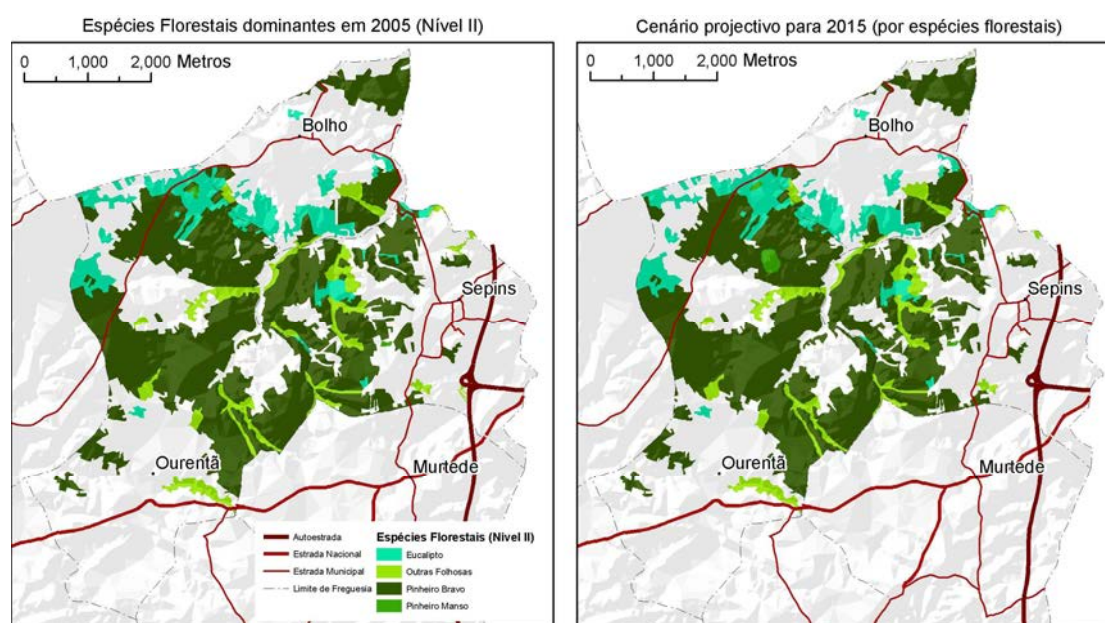 Espécies Florestais dominantes em 2005 (Nível II)
0 1,000 2,000 Metros
Bolho
Sepins
Ourentã
Murtede
Autoestrada
Estrada Nacional
Estrada Municipal
Limite de Freguesia
Espécies Florestais (Nível II)
Eucalipto
Outras Folhosas
Pinheiro Bravo
Pinheiro Manso
Cenário projectivo para 2015 (por espécies florestais)
0 1,000 2,000 Metros
Bolho
Sepins
Ourentã
Murtede